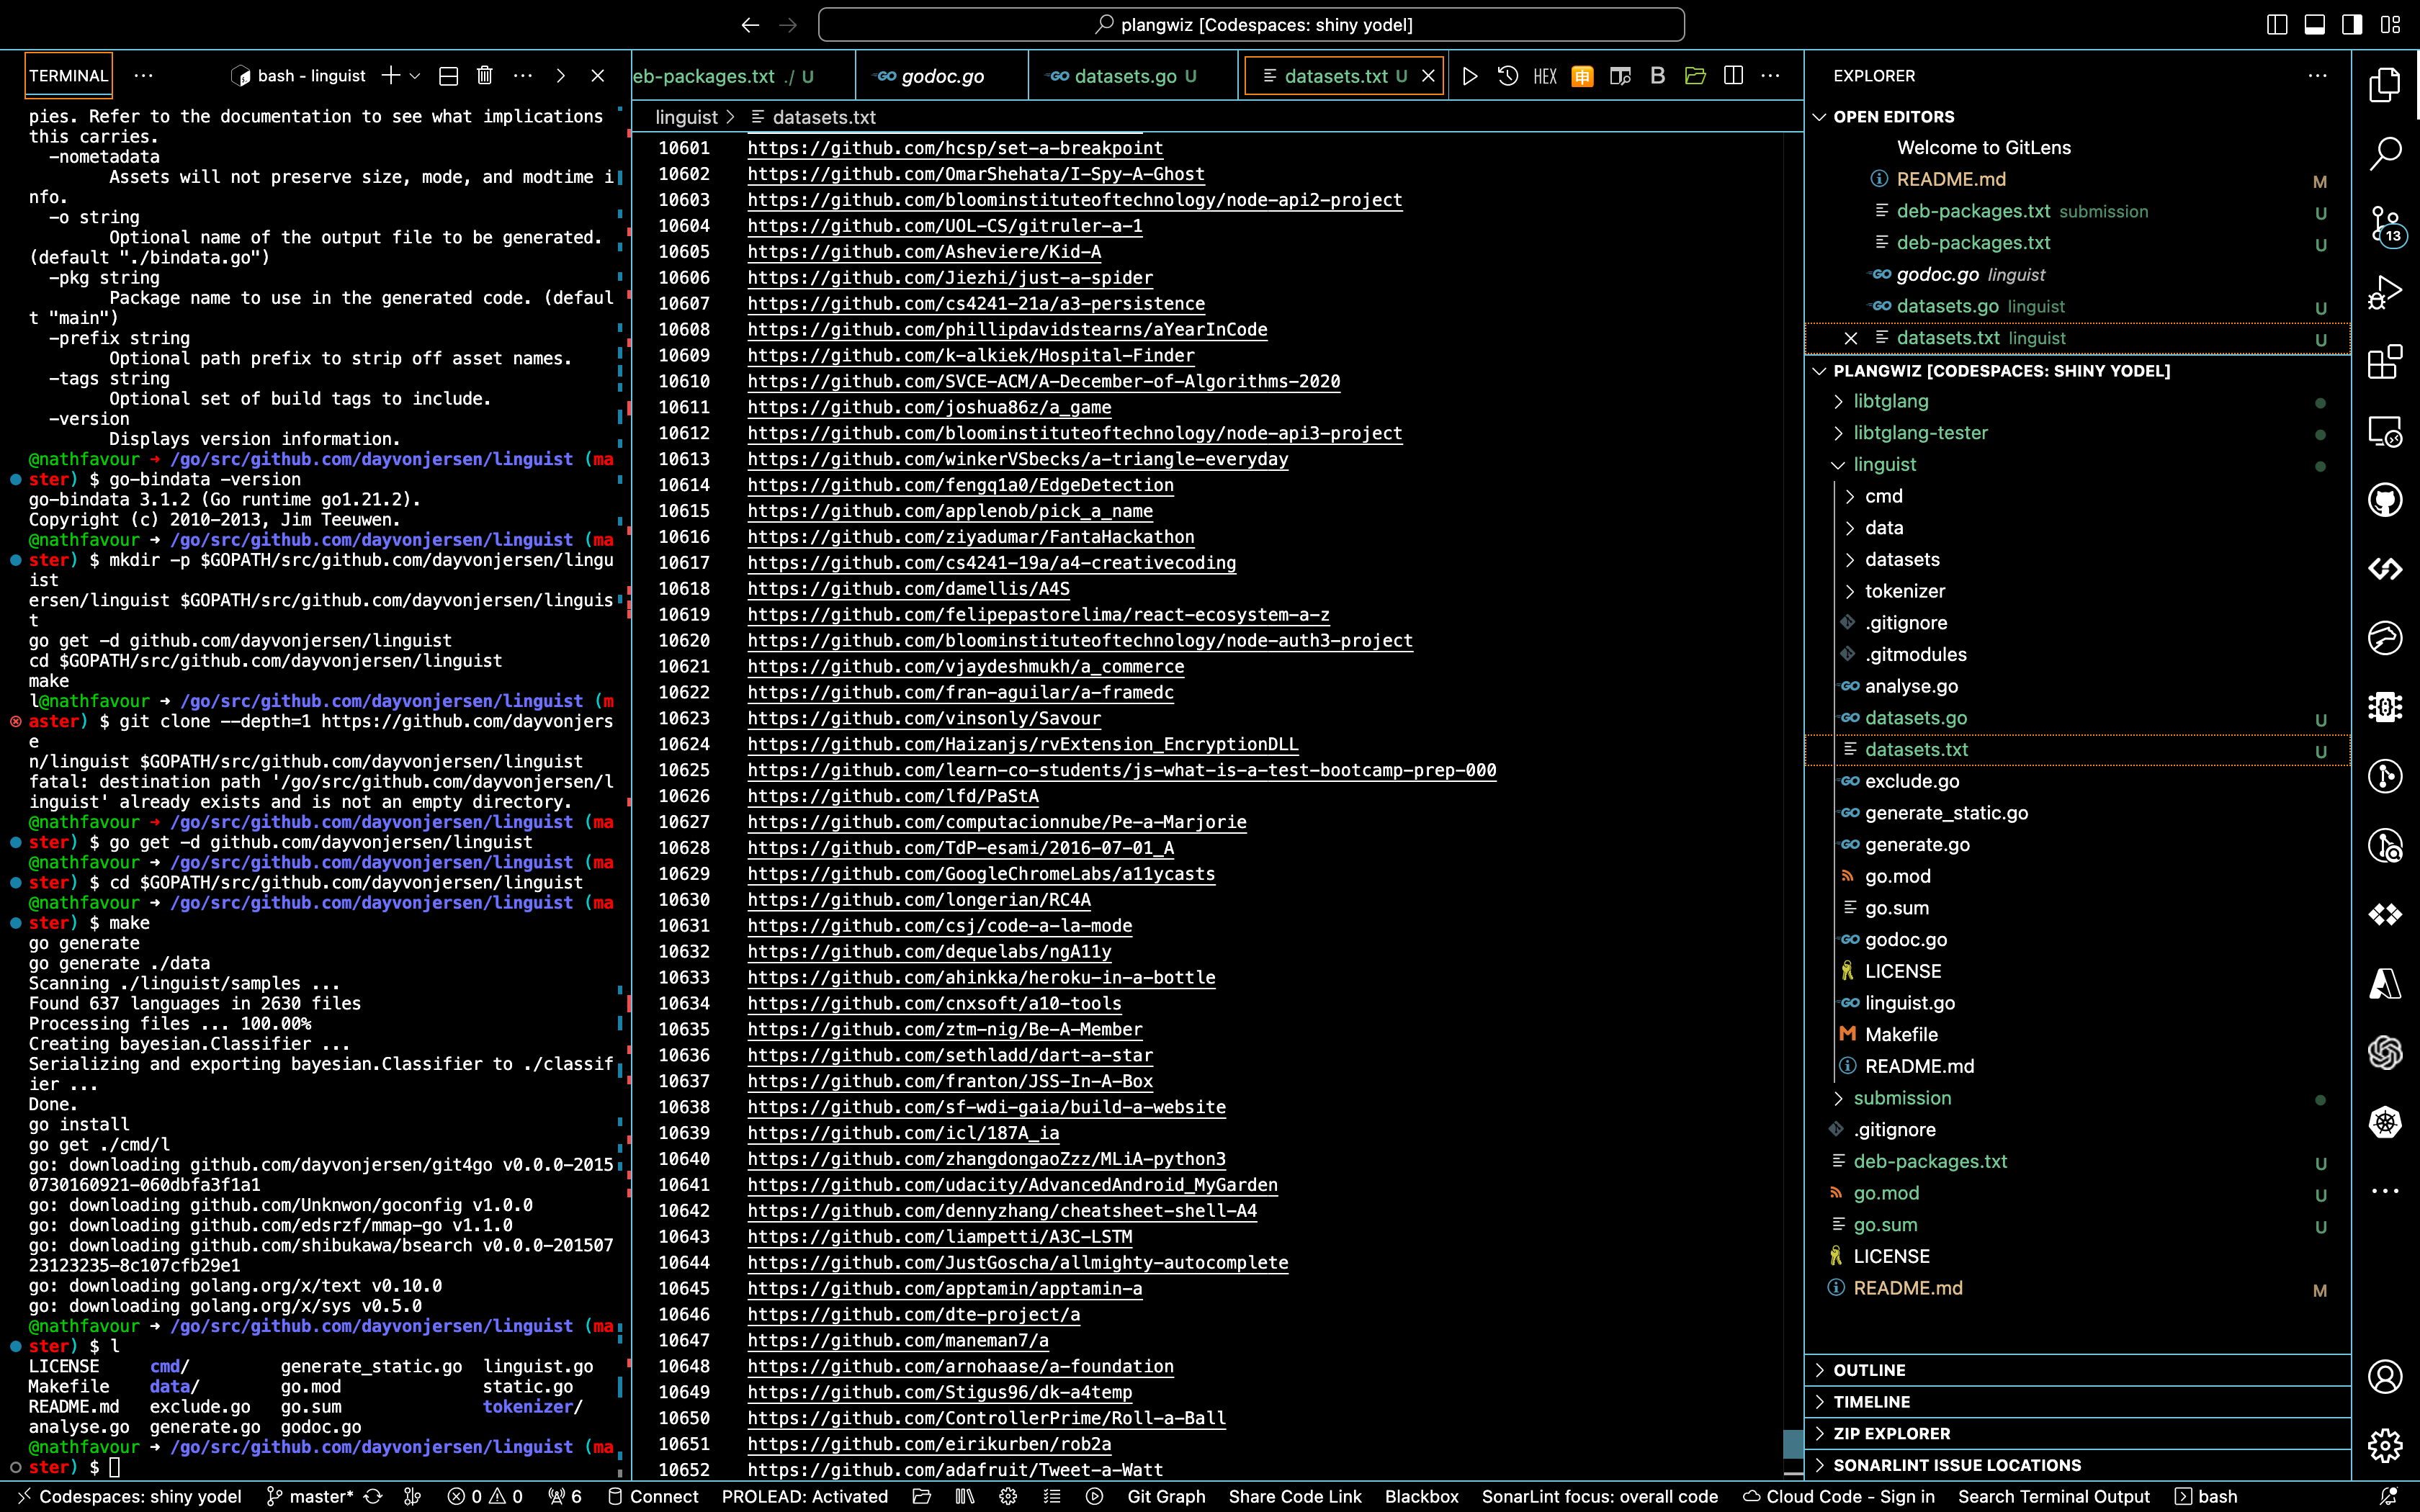 plangwiz [Codespaces: shiny yodel]
TERMINAL
bash - linguist
pies. Refer to the documentation to see what implications
this carries.
-nometadata
Assets will not preserve size, mode, and modtime i
nfo.
-o string
Optional name of the output file to be generated.
(default "./bindata.go")
-pkg string
Package name to use in the generated code. (defaul
t "main")
-prefix string
Optional path prefix to strip off asset names.
-tags string
Optional set of build tags to include.
-version
Displays version information.
@nathfavour ➜ /go/src/github.com/dayvonjersen/linguist (ma
ster) $ go-bindata -version
go-bindata 3.1.2 (Go runtime go1.21.2).
Copyright (c) 2010-2013, Jim Teeuwen.
@nathfavour ➜ /go/src/github.com/dayvonjersen/linguist (ma
ster) $ mkdir -p $GOPATH/src/github.com/dayvonjersen/lingu
ist
ersen/linguist $GOPATH/src/github.com/dayvonjersen/linguis
t
go get -d github.com/dayvonjersen/linguist
cd $GOPATH/src/github.com/dayvonjersen/linguist
make
l@nathfavour ➜ /go/src/github.com/dayvonjersen/linguist (m
aster) $ git clone --depth=1 https://github.com/dayvonjers
e
n/linguist $GOPATH/src/github.com/dayvonjersen/linguist
fatal: destination path '/go/src/github.com/dayvonjersen/l
inguist' already exists and is not an empty directory.
@nathfavour ➜ /go/src/github.com/dayvonjersen/linguist (ma
ster) $ go get -d github.com/dayvonjersen/linguist
@nathfavour ➜ /go/src/github.com/dayvonjersen/linguist (ma
ster) $ cd $GOPATH/src/github.com/dayvonjersen/linguist
@nathfavour ➜ /go/src/github.com/dayvonjersen/linguist (ma
ster) $ make
go generate
go generate ./data
Scanning ./linguist/samples ...
Found 637 languages in 2630 files
Processing files ... 100.00%
Creating bayesian.Classifier ...
Serializing and exporting bayesian.Classifier to ./classif
ier ...
Done.
go install
go get ./cmd/l
go: downloading github.com/dayvonjersen/git4go v0.0.0-2015
0730160921-060dbfa3f1a1
go: downloading github.com/Unknwon/goconfig v1.0.0
go: downloading github.com/edsrzf/mmap-go v1.1.0
go: downloading github.com/shibukawa/bsearch v0.0.0-201507
23123235-8c107cfb29e1
go: downloading golang.org/x/text v0.10.0
go: downloading golang.org/x/sys v0.5.0
@nathfavour ➜ /go/src/github.com/dayvonjersen/linguist (ma
ster) $ l
LICENSE cmd/ generate_static.go linguist.go
Makefile data/ go.mod static.go
README.md exclude.go go.sum tokenizer/
analyse.go generate.go godoc.go
@nathfavour ➜ /go/src/github.com/dayvonjersen/linguist (ma
ster) $
eb-packages.txt ./ U
GO godoc.go
GO datasets.go U
datasets.txt U
HEX
申
B
linguist > datasets.txt
10601 https://github.com/hcsp/set-a-breakpoint
10602 https://github.com/OmarShehata/I-Spy-A-Ghost
10603 https://github.com/bloominstituteoftechnology/node-api2-project
10604 https://github.com/UOL-CS/gitruler-a-1
10605 https://github.com/Asheviere/Kid-A
10606 https://github.com/Jiezhi/just-a-spider
10607 https://github.com/cs4241-21a/a3-persistence
10608 https://github.com/phillipdavidstearns/aYearInCode
10609 https://github.com/k-alkiek/Hospital-Finder
10610 https://github.com/SVCE-ACM/A-December-of-Algorithms-2020
10611 https://github.com/joshua86z/a_game
10612 https://github.com/bloominstituteoftechnology/node-api3-project
10613 https://github.com/winkerVSbecks/a-triangle-everyday
10614 https://github.com/fengq1a0/EdgeDetection
10615 https://github.com/applenob/pick_a_name
10616 https://github.com/ziyadumar/FantaHackathon
10617 https://github.com/cs4241-19a/a4-creativecoding
10618 https://github.com/damellis/A4S
10619 https://github.com/felipepastorelima/react-ecosystem-a-z
10620 https://github.com/bloominstituteoftechnology/node-auth3-project
10621 https://github.com/vjaydeshmukh/a_commerce
10622 https://github.com/fran-aguilar/a-framedc
10623 https://github.com/vinsonly/Savour
10624 https://github.com/Haizanjs/rvExtension_EncryptionDLL
10625 https://github.com/learn-co-students/js-what-is-a-test-bootcamp-prep-000
10626 https://github.com/lfd/PaStA
10627 https://github.com/computacionnube/Pe-a-Marjorie
10628 https://github.com/TdP-esami/2016-07-01_A
10629 https://github.com/GoogleChromeLabs/a11ycasts
10630 https://github.com/longerian/RC4A
10631 https://github.com/csj/code-a-la-mode
10632 https://github.com/dequelabs/ngA11y
10633 https://github.com/ahinkka/heroku-in-a-bottle
10634 https://github.com/cnxsoft/a10-tools
10635 https://github.com/ztm-nig/Be-A-Member
10636 https://github.com/sethladd/dart-a-star
10637 https://github.com/franton/JSS-In-A-Box
10638 https://github.com/sf-wdi-gaia/build-a-website
10639 https://github.com/icl/187A_ia
10640 https://github.com/zhangdongaoZzz/MLiA-python3
10641 https://github.com/udacity/AdvancedAndroid_MyGarden
10642 https://github.com/dennyzhang/cheatsheet-shell-A4
10643 https://github.com/liampetti/A3C-LSTM
10644 https://github.com/JustGoscha/allmighty-autocomplete
10645 https://github.com/apptamin/apptamin-a
10646 https://github.com/dte-project/a
10647 https://github.com/maneman7/a
10648 https://github.com/arnohaase/a-foundation
10649 https://github.com/Stigus96/dk-a4temp
10650 https://github.com/ControllerPrime/Roll-a-Ball
10651 https://github.com/eirikurben/rob2a
10652 https://github.com/adafruit/Tweet-a-Watt
EXPLORER
OPEN EDITORS
Welcome to GitLens
README.md M
deb-packages.txt submission U
deb-packages.txt U
GO godoc.go linguist
GO datasets.go linguist U
datasets.txt linguist U
PLANGWIZ [CODESPACES: SHINY YODEL]
libtglang
libtglang-tester
linguist
cmd
data
datasets
tokenizer
.gitignore
.gitmodules
GO analyse.go
GO datasets.go U
datasets.txt U
GO exclude.go
GO generate_static.go
GO generate.go
go.mod
go.sum
GO godoc.go
LICENSE
GO linguist.go
M Makefile
README.md
submission
.gitignore
deb-packages.txt U
go.mod U
go.sum U
LICENSE
README.md M
OUTLINE
TIMELINE
ZIP EXPLORER
SONARLINT ISSUE LOCATIONS
13
Codespaces: shiny yodel master* 0 0 6 Connect PROLEAD: Activated Git Graph Share Code Link Blackbox SonarLint focus: overall code Cloud Code - Sign in Search Terminal Output bash